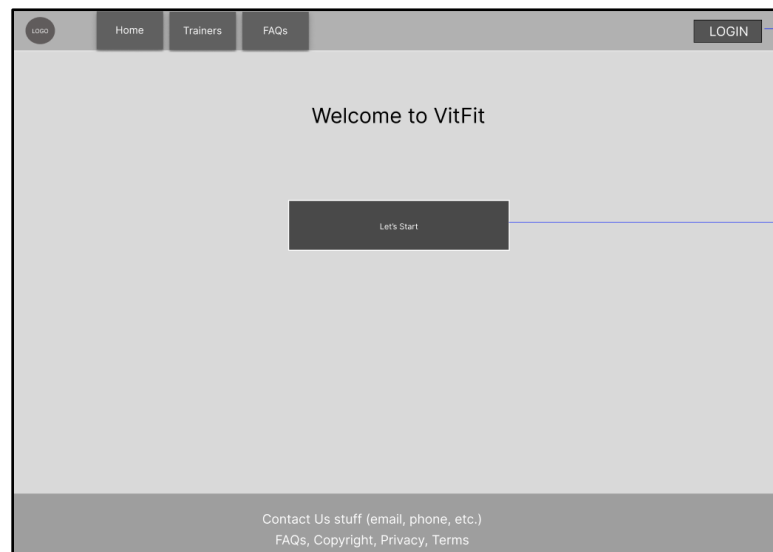 LOGO
Home
Trainers
FAQs
LOGIN
Welcome to VitFit
Let's Start
Contact Us stuff (email, phone, etc.)
FAQs, Copyright, Privacy, Terms